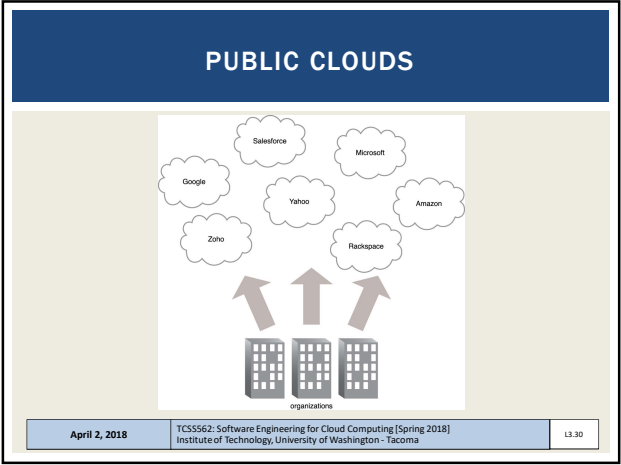 PUBLIC CLOUDS
Salesforce
Microsoft
Google
Yahoo
Amazon
Zoho
Rackspace
organizations
April 2, 2018
TCSS562: Software Engineering for Cloud Computing [Spring 2018]
Institute of Technology, University of Washington - Tacoma
L3.30